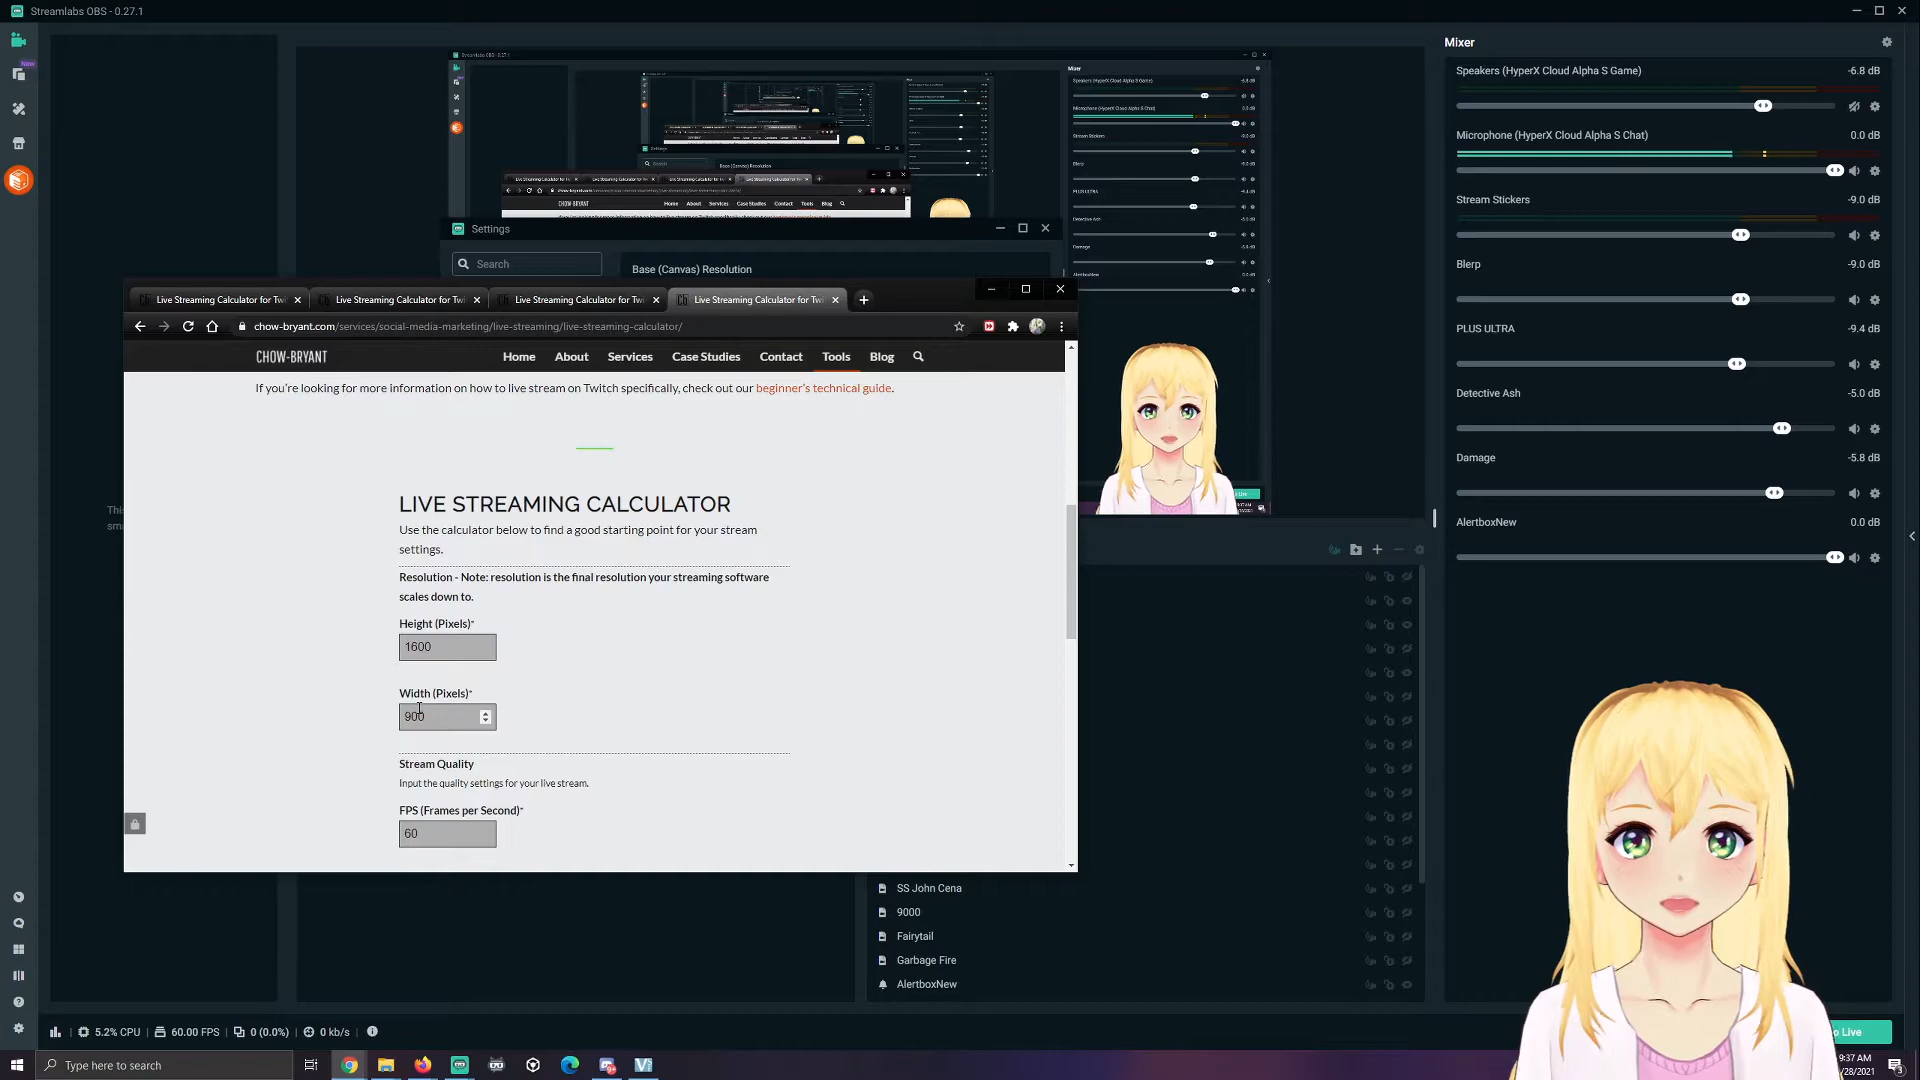 Streamlabs OBS - 0.27.1
New
Mixer
Speakers (HyperX Cloud Alpha S Game) -6.8 dB
Microphone (HyperX Cloud Alpha S Chat) 0.0 dB
Stream Stickers -9.0 dB
Blerp -9.0 dB
PLUS ULTRA -9.4 dB
Detective Ash -5.0 dB
Damage -5.8 dB
AlertboxNew 0.0 dB
Settings
Search
Base (Canvas) Resolution
Live Streaming Calculator for Twi
Live Streaming Calculator for Twi
Live Streaming Calculator for Twi
Live Streaming Calculator for Twi
chow-bryant.com/services/social-media-marketing/live-streaming/live-streaming-calculator/
CHOW-BRYANT Home About Services Case Studies Contact Tools Blog
If you're looking for more information on how to live stream on Twitch specifically, check out our beginner's technical guide.
LIVE STREAMING CALCULATOR
Use the calculator below to find a good starting point for your stream
settings.
Resolution - Note: resolution is the final resolution your streaming software
scales down to.
Height (Pixels)*
1600
Width (Pixels)*
900
Stream Quality
Input the quality settings for your live stream.
FPS (Frames per Second)*
60
SS John Cena
9000
Fairytail
Garbage Fire
AlertboxNew
5.2% CPU 60.00 FPS 0 (0.0%) 0 kb/s
Live
Type here to search
9:37 AM
/28/2021